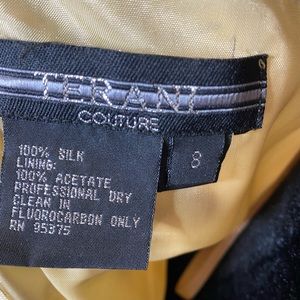 TERANI
COUTURE
8
100% SILK
LINING:
100% ACETATE
PROFESSIONAL DRY
CLEAN IN
FLUOROCARBON ONLY
RN 95375